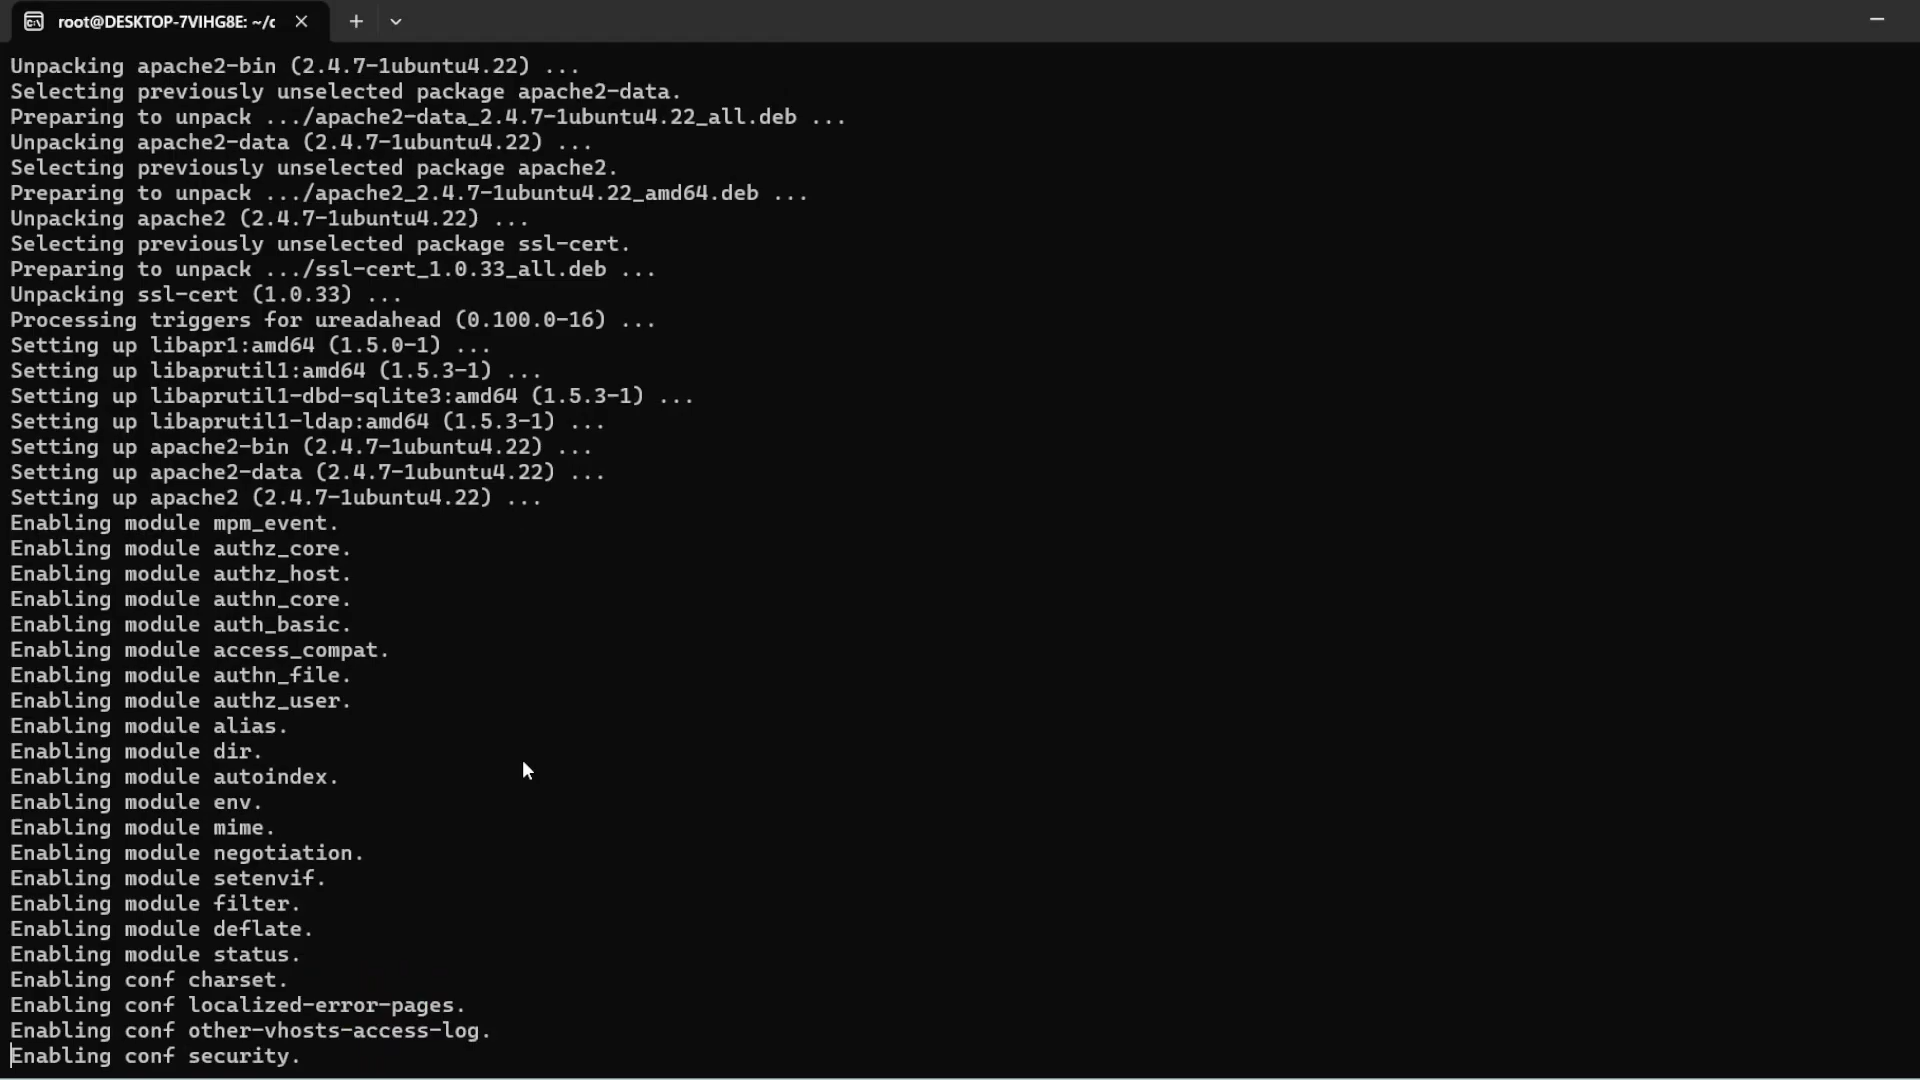 root@DESKTOP-7VIHG8E: ~/c
Unpacking apache2-bin (2.4.7-1ubuntu4.22) ...
Selecting previously unselected package apache2-data.
Preparing to unpack .../apache2-data_2.4.7-1ubuntu4.22_all.deb ...
Unpacking apache2-data (2.4.7-1ubuntu4.22) ...
Selecting previously unselected package apache2.
Preparing to unpack .../apache2_2.4.7-1ubuntu4.22_amd64.deb ...
Unpacking apache2 (2.4.7-1ubuntu4.22) ...
Selecting previously unselected package ssl-cert.
Preparing to unpack .../ssl-cert_1.0.33_all.deb ...
Unpacking ssl-cert (1.0.33) ...
Processing triggers for ureadahead (0.100.0-16) ...
Setting up libapr1:amd64 (1.5.0-1) ...
Setting up libaprutil1:amd64 (1.5.3-1) ...
Setting up libaprutil1-dbd-sqlite3:amd64 (1.5.3-1) ...
Setting up libaprutil1-ldap:amd64 (1.5.3-1) ...
Setting up apache2-bin (2.4.7-1ubuntu4.22) ...
Setting up apache2-data (2.4.7-1ubuntu4.22) ...
Setting up apache2 (2.4.7-1ubuntu4.22) ...
Enabling module mpm_event.
Enabling module authz_core.
Enabling module authz_host.
Enabling module authn_core.
Enabling module auth_basic.
Enabling module access_compat.
Enabling module authn_file.
Enabling module authz_user.
Enabling module alias.
Enabling module dir.
Enabling module autoindex.
Enabling module env.
Enabling module mime.
Enabling module negotiation.
Enabling module setenvif.
Enabling module filter.
Enabling module deflate.
Enabling module status.
Enabling conf charset.
Enabling conf localized-error-pages.
Enabling conf other-vhosts-access-log.
Enabling conf security.